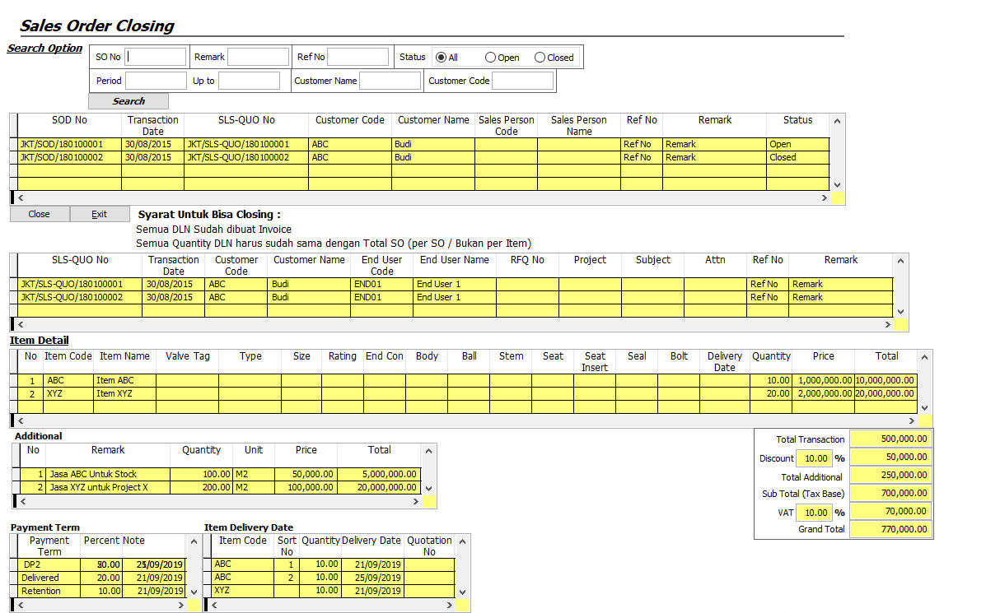 Sales Order Closing
Search Option
SO No Remark Ref No Status All Open Closed
Period Up to Customer Name Customer Code
Search
SOD No Transaction Date SLS-QUO No Customer Code Customer Name Sales Person Code Sales Person Name Ref No Remark Status
JKT/SOD/180100001 30/08/2015 JKT/SLS-QUO/180100001 ABC Budi Ref No Remark Open
JKT/SOD/180100002 30/08/2015 JKT/SLS-QUO/180100002 ABC Budi Ref No Remark Closed
Close Exit Syarat Untuk Bisa Closing :
Semua DLN Sudah dibuat Invoice
Semua Quantity DLN harus sudah sama dengan Total SO (per SO / Bukan per Item)
SLS-QUO No Transaction Date Customer Code Customer Name End User Code End User Name RFQ No Project Subject Attn Ref No Remark
JKT/SLS-QUO/180100001 30/08/2015 ABC Budi END01 End User 1 Ref No Remark
JKT/SLS-QUO/180100002 30/08/2015 ABC Budi END01 End User 1 Ref No Remark
Item Detail
No Item Code Item Name Valve Tag Type Size Rating End Con Body Ball Stem Seat Seat Insert Seal Bolt Delivery Date Quantity Price Total
1 ABC Item ABC 10.00 1,000,000.00 10,000,000.00
2 XYZ Item XYZ 20.00 2,000,000.00 20,000,000.00
Additional
No Remark Quantity Unit Price Total
1 Jasa ABC Untuk Stock 100.00 M2 50,000.00 5,000,000.00
2 Jasa XYZ untuk Project X 200.00 M2 100,000.00 20,000,000.00
Total Transaction 500,000.00
Discount 10.00 % 50,000.00
Total Additional 250,000.00
Sub Total (Tax Base) 700,000.00
VAT 10.00 % 70,000.00
Grand Total 770,000.00
Payment Term
Payment Term Percent Note
DP2
Delivered 20.00 21/09/2019
Retention 10.00 21/09/2019
Item Delivery Date
Item Code Sort No Quantity Delivery Date Quotation No
ABC 1 10.00 21/09/2019
ABC 2 10.00 25/09/2019
XYZ 10.00 21/09/2019